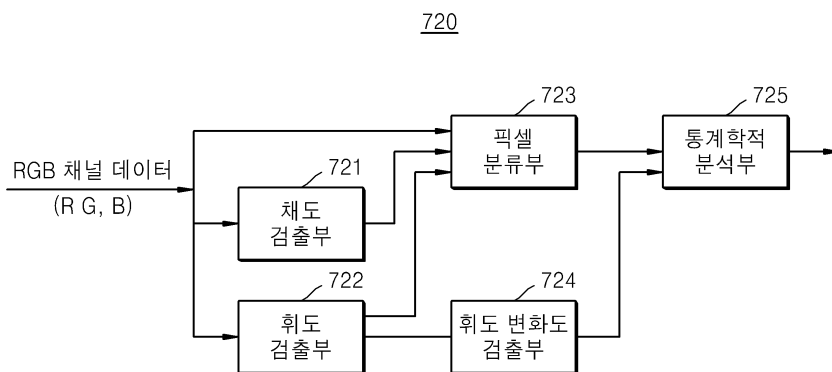 720
723
픽셀
분류부
725
통계학적
분석부
RGB 채널 데이터
(R G, B)
721
채도
검출부
722
휘도
검출부
724
휘도 변화도
검출부